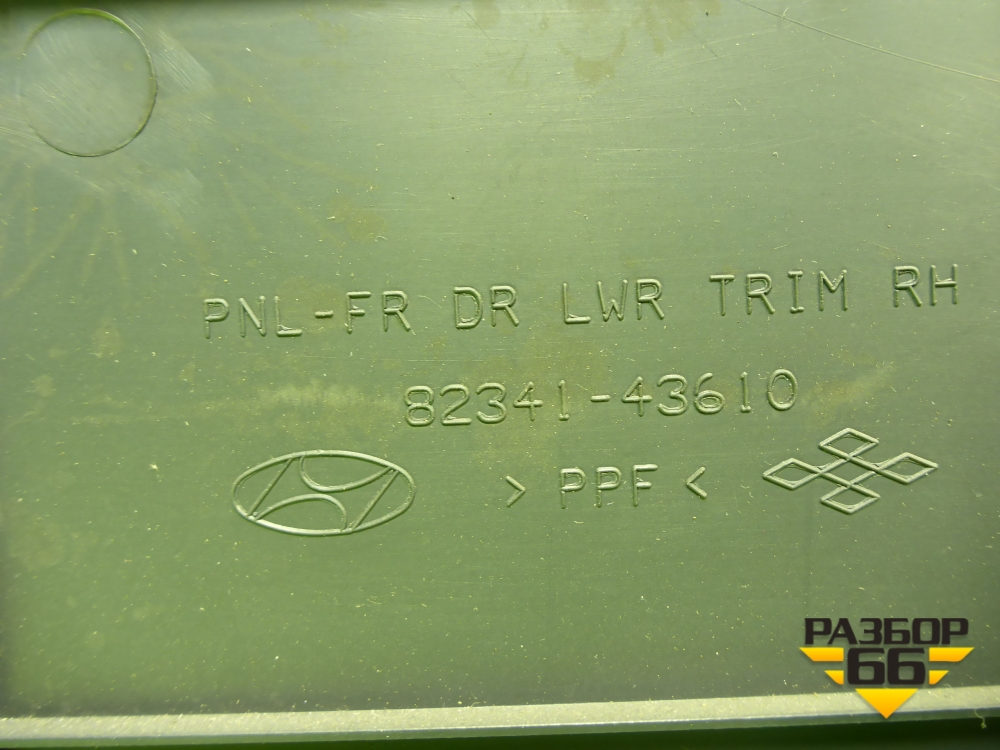 PNL-FR DR LWR TRIM RH
82341-43610
> PPF <
РАЗБОР
66